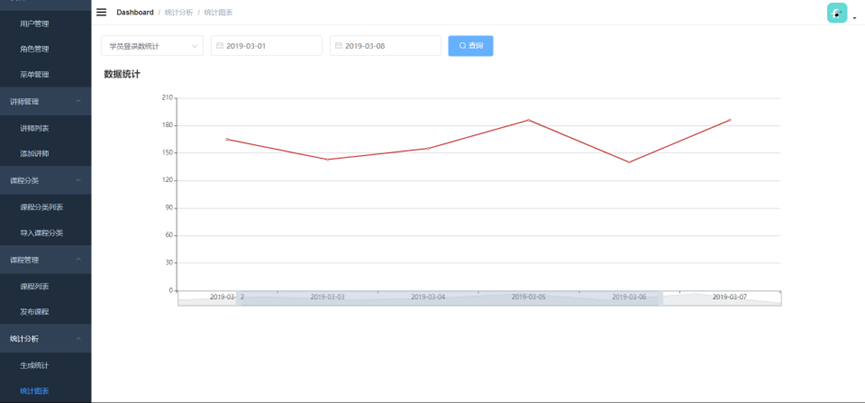 Dashboard / 统计分析 / 统计图表
用户管理
角色管理
菜单管理
讲师管理
讲师列表
添加讲师
课程分类
课程分类列表
导入课程分类
课程管理
课程列表
发布课程
统计分析
生成统计
统计图表
学员登录数统计
2019-03-01
2019-03-08
查询
数据统计
210
180
150
120
90
60
30
0
2019-03- 2
2019-03-03
2019-03-04
2019-03-05
2019-03-06
2019-03-07